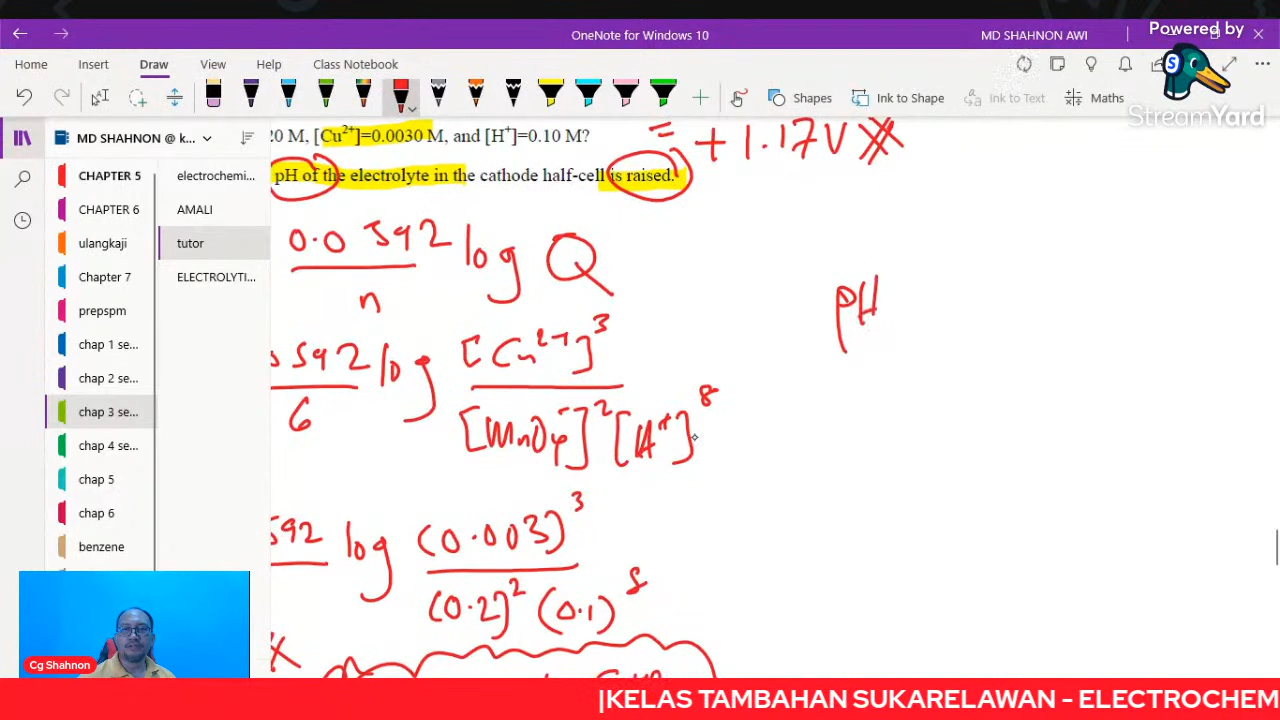 OneNote for Windows 10
MD SHAHNON AWI
Powered by
StreamYard
Home Insert Draw View Help Class Notebook
Shapes Ink to Shape Ink to Text Maths
MD SHAHNON @ k...
CHAPTER 5
CHAPTER 6
ulangkaji
Chapter 7
prepspm
chap 1 se...
chap 2 se...
chap 3 se...
chap 4 se...
chap 5
chap 6
benzene
electrochemi...
AMALI
tutor
ELECTROLYTI...
20 M, [Cu²⁺]=0.0030 M, and [H⁺]=0.10 M?
= + 1.17V
pH of the electrolyte in the cathode half-cell is raised.
0.0592 log Q
n
pH
592 log [Cu²⁺]³
6 [MnO₄⁻]² [H⁺]⁸
592 log (0.003)³
(0.2)² (0.1)⁸
Cg Shahnon
|KELAS TAMBAHAN SUKARELAWAN - ELECTROCHEM